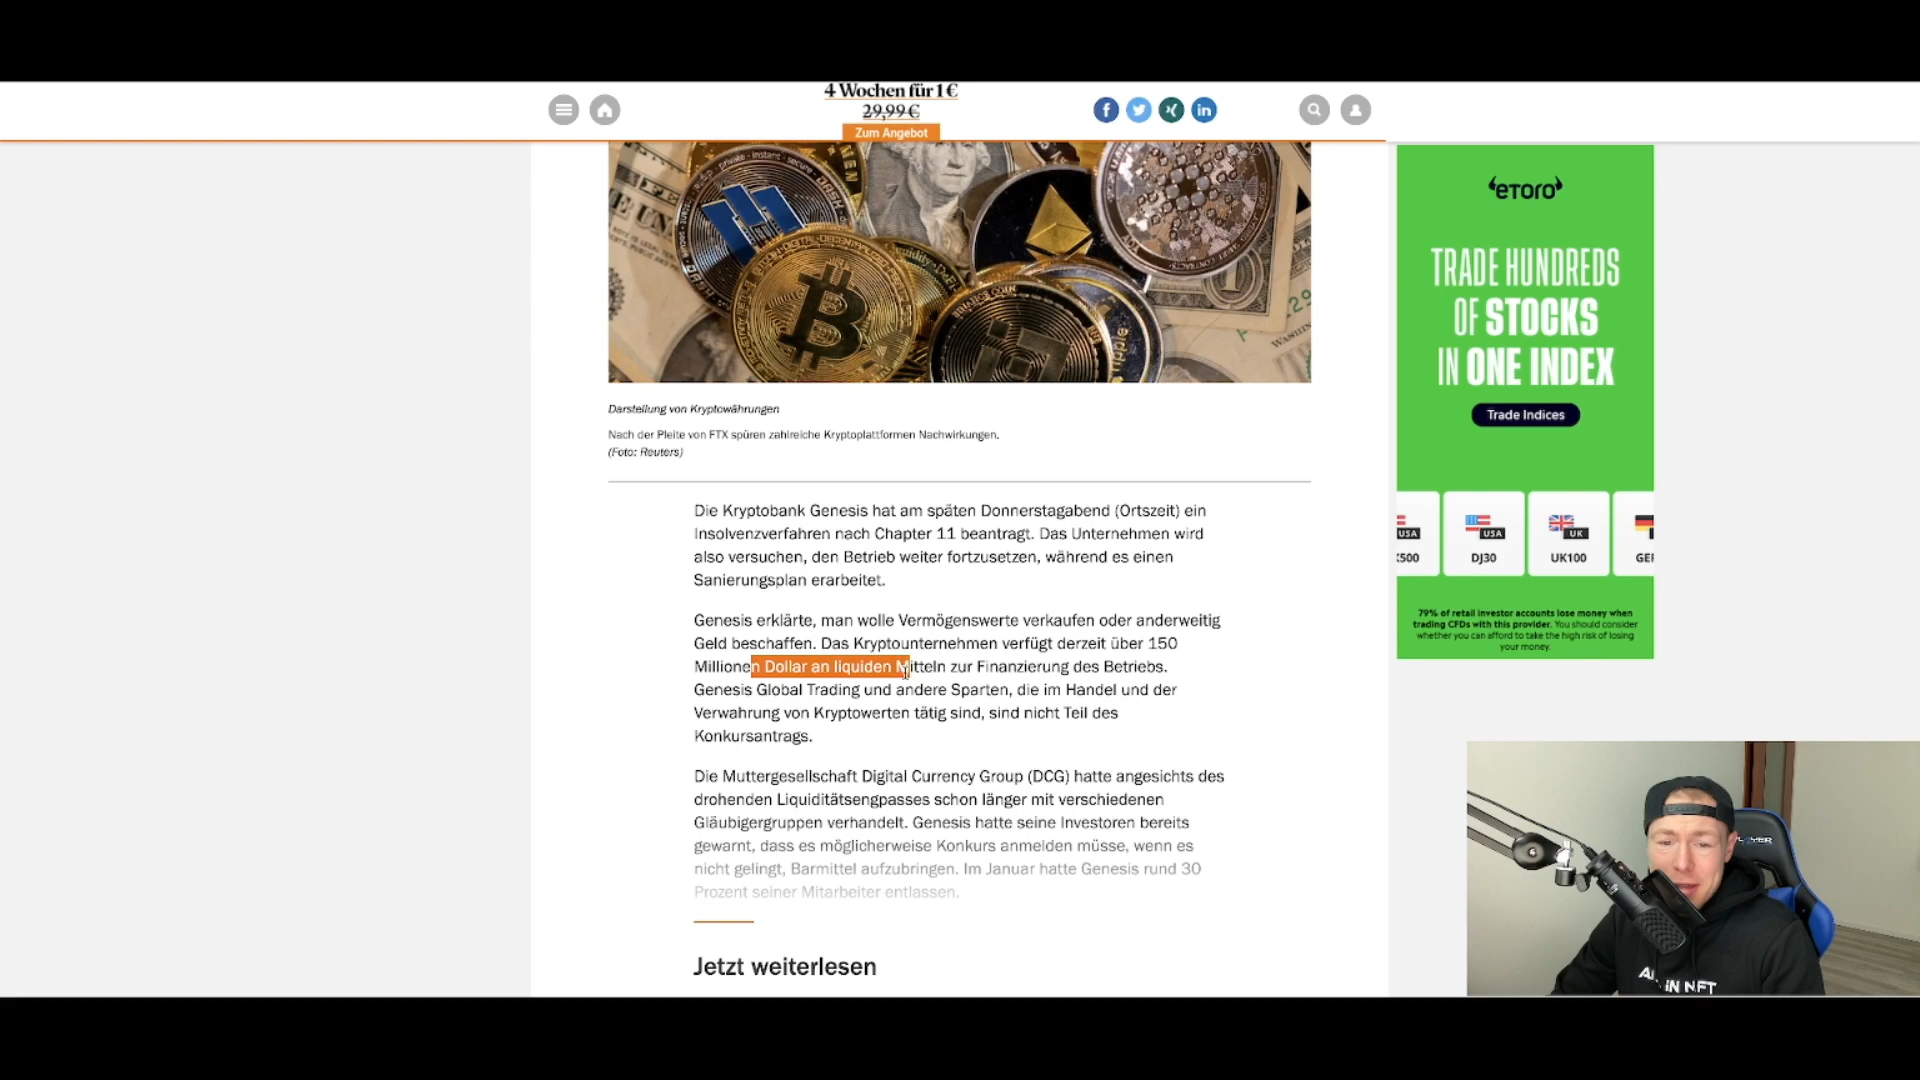 4 Wochen für 1 €
29,99 €
Zum Angebot
Darstellung von Kryptowährungen
Nach der Pleite von FTX spüren zahlreiche Kryptoplattformen Nachwirkungen.
(Foto: Reuters)
Die Kryptobank Genesis hat am späten Donnerstagabend (Ortszeit) ein
Insolvenzverfahren nach Chapter 11 beantragt. Das Unternehmen wird
also versuchen, den Betrieb weiter fortzusetzen, während es einen
Sanierungsplan erarbeitet.
Genesis erklärte, man wolle Vermögenswerte verkaufen oder anderweitig
Geld beschaffen. Das Kryptounternehmen verfügt derzeit über 150
Millionen Dollar an liquiden Mitteln zur Finanzierung des Betriebs.
Genesis Global Trading und andere Sparten, die im Handel und der
Verwahrung von Kryptowerten tätig sind, sind nicht Teil des
Konkursantrags.
Die Muttergesellschaft Digital Currency Group (DCG) hatte angesichts des
drohenden Liquiditätsengpasses schon länger mit verschiedenen
Gläubigergruppen verhandelt. Genesis hatte seine Investoren bereits
gewarnt, dass es möglicherweise Konkurs anmelden müsse, wenn es
nicht gelingt, Barmittel aufzubringen. Im Januar hatte Genesis rund 30
Prozent seiner Mitarbeiter entlassen.
Jetzt weiterlesen
eToro
TRADE HUNDREDS
OF STOCKS
IN ONE INDEX
Trade Indices
USA USA UK
500 DJ30 UK100 GER
79% of retail investor accounts lose money when
trading CFDs with this provider. You should consider
whether you can afford to take the high risk of losing
your money.
IN NFT